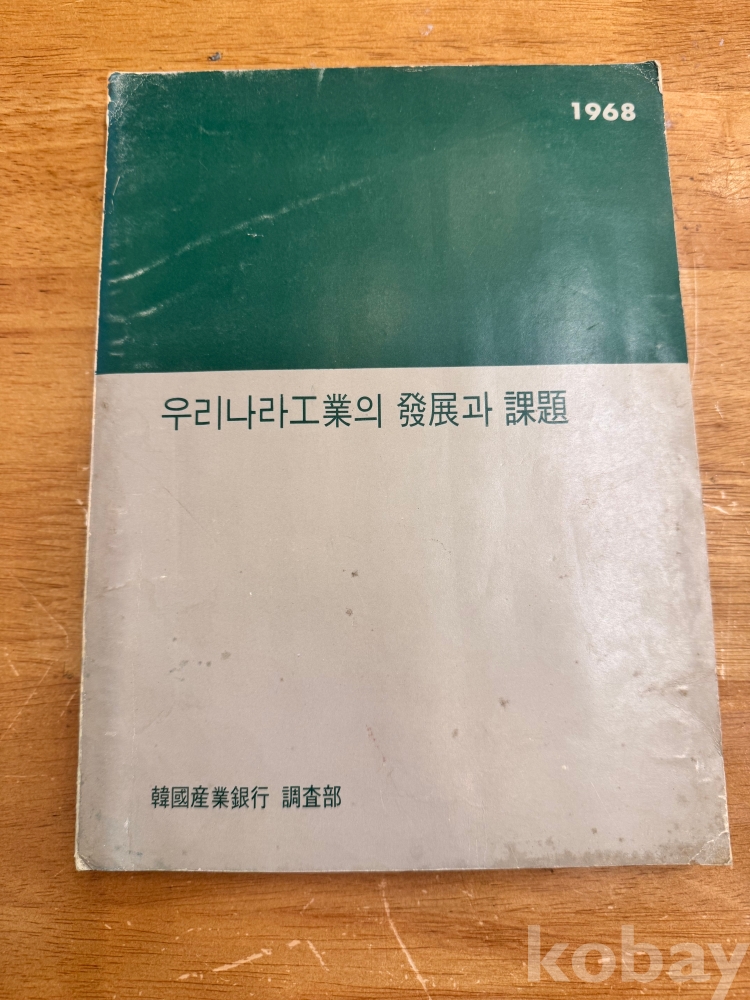 1968
우리나라工業의 發展과 課題
韓國産業銀行 調査部
kobay